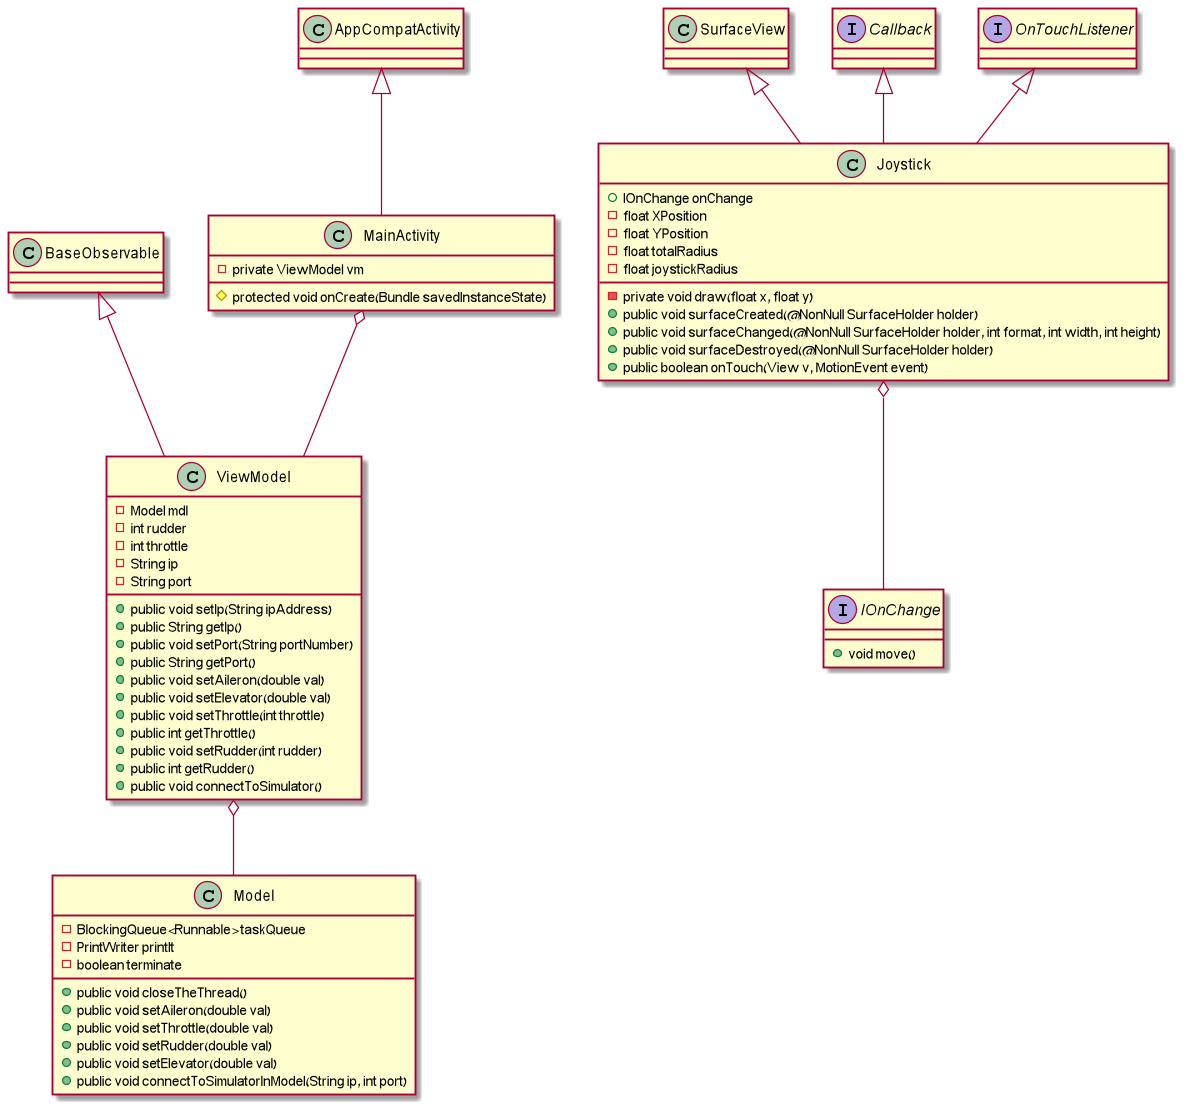 C AppCompatActivity
C SurfaceView
I Callback
I OnTouchListener
C BaseObservable
C MainActivity
private ViewModel vm
protected void onCreate(Bundle savedInstanceState)
C Joystick
IOnChange onChange
float XPosition
float YPosition
float totalRadius
float joystickRadius
private void draw(float x, float y)
public void surfaceCreated(@NonNull SurfaceHolder holder)
public void surfaceChanged(@NonNull SurfaceHolder holder, int format, int width, int height)
public void surfaceDestroyed(@NonNull SurfaceHolder holder)
public boolean onTouch(View v, MotionEvent event)
C ViewModel
Model mdl
int rudder
int throttle
String ip
String port
public void setIp(String ipAddress)
public String getIp()
public void setPort(String portNumber)
public String getPort()
public void setAileron(double val)
public void setElevator(double val)
public void setThrottle(int throttle)
public int getThrottle()
public void setRudder(int rudder)
public int getRudder()
public void connectToSimulator()
I IOnChange
void move()
C Model
BlockingQueue<Runnable> taskQueue
PrintWriter printIt
boolean terminate
public void closeTheThread()
public void setAileron(double val)
public void setThrottle(double val)
public void setRudder(double val)
public void setElevator(double val)
public void connectToSimulatorInModel(String ip, int port)